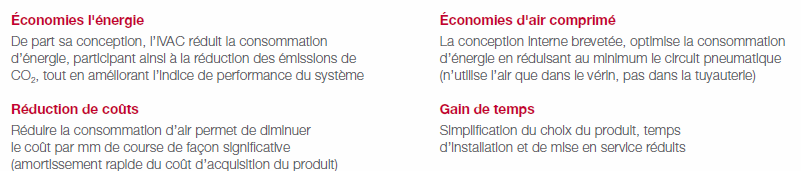 Économies l'énergie
De part sa conception, l'IVAC réduit la consommation
d'énergie, participant ainsi à la réduction des émissions de
CO2, tout en améliorant l'indice de performance du système
Réduction de coûts
Réduire la consommation d'air permet de diminuer
le coût par mm de course de façon significative
(amortissement rapide du coût d'acquisition du produit)
Économies d'air comprimé
La conception interne brevetée, optimise la consommation
d'énergie en réduisant au minimum le circuit pneumatique
(n'utilise l'air que dans le vérin, pas dans la tuyauterie)
Gain de temps
Simplification du choix du produit, temps
d'installation et de mise en service réduits